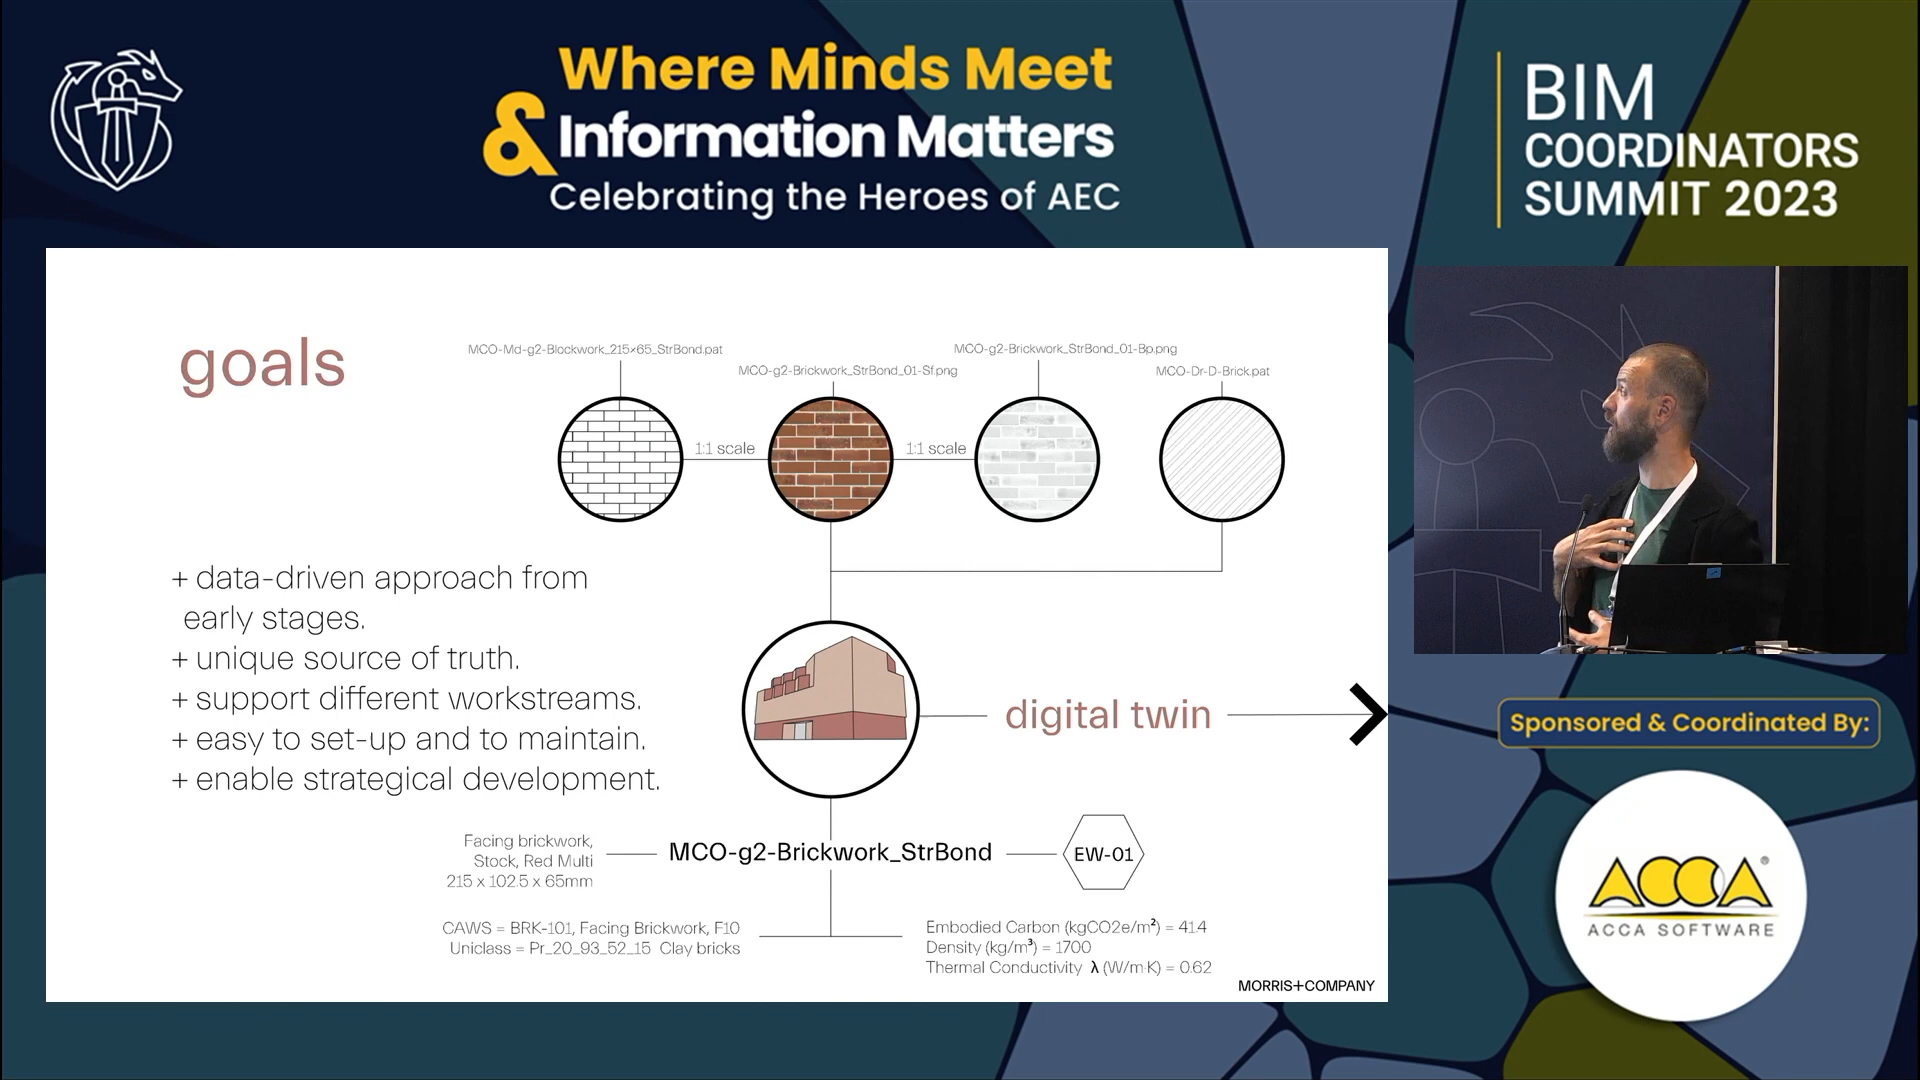 Where Minds Meet
& Information Matters
Celebrating the Heroes of AEC
BIM
COORDINATORS
SUMMIT 2023
goals
MCO-Md-g2-Blockwork_215x65_StrBond.pat
MCO-g2-Brickwork_StrBond_01-Sf.png
MCO-g2-Brickwork_StrBond_01-Bp.png
MCO-Dr-D-Brick.pat
1:1 scale
1:1 scale
+ data-driven approach from
early stages.
+ unique source of truth.
+ support different workstreams.
+ easy to set-up and to maintain.
+ enable strategical development.
digital twin
Facing brickwork,
Stock, Red Multi
215 x 102.5 x 65mm
MCO-g2-Brickwork_StrBond
EW-01
CAWS = BRK-101, Facing Brickwork, F10
Uniclass = Pr_20_93_52_15 Clay bricks
Embodied Carbon (kgCO2e/m²) = 41.4
Density (kg/m³) = 1700
Thermal Conductivity λ (W/m·K) = 0.62
MORRIS+COMPANY
Sponsored & Coordinated By:
ACCA®
ACCA SOFTWARE